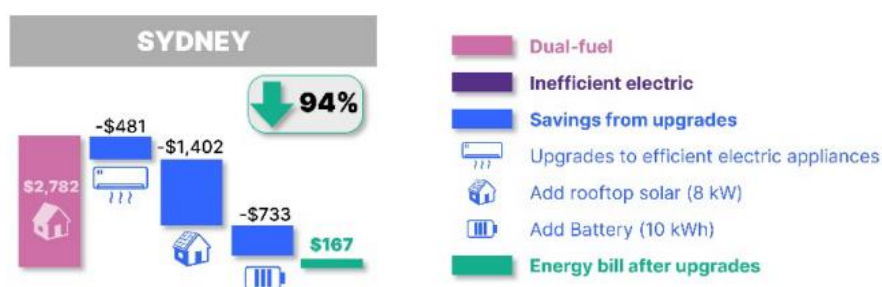 SYDNEY
94%
-$481
-$1,402
$2,782
-$733
$167
Dual-fuel
Inefficient electric
Savings from upgrades
Upgrades to efficient electric appliances
Add rooftop solar (8 kW)
Add Battery (10 kWh)
Energy bill after upgrades